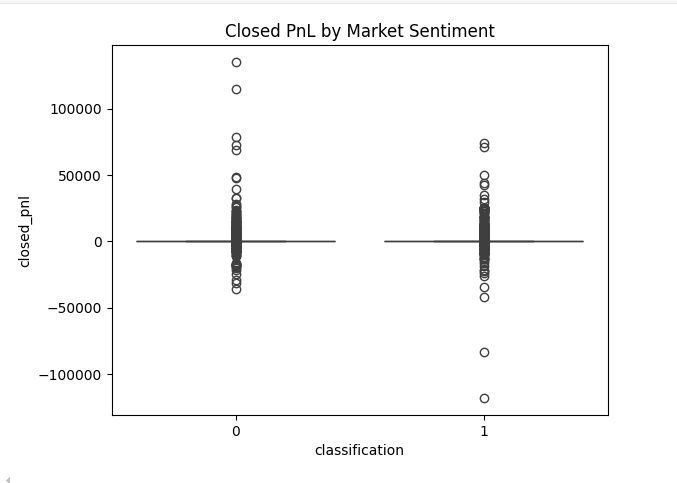 Closed PnL by Market Sentiment
closed_pnl
100000
50000
0
−50000
−100000
0 1
classification